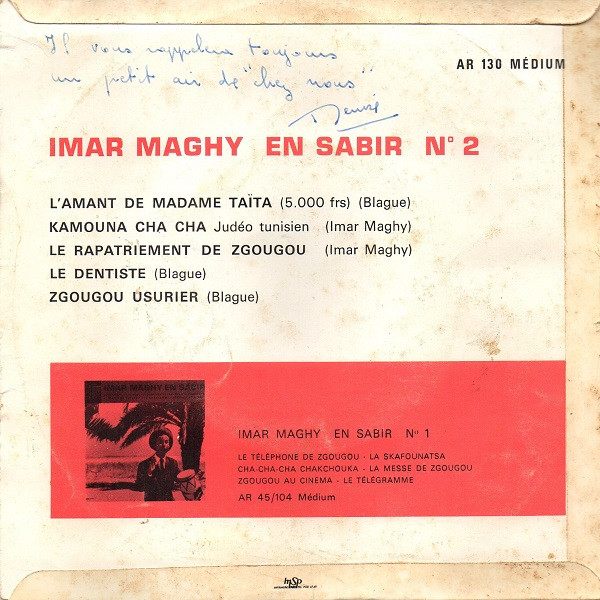 Il vous rappelera toujours
un petit air de "chez nous"
AR 130 MÉDIUM
IMAR MAGHY EN SABIR N° 2
L'AMANT DE MADAME TAÏTA (5.000 frs) (Blague)
KAMOUNA CHA CHA Judéo tunisien (Imar Maghy)
LE RAPATRIEMENT DE ZGOUGOU (Imar Maghy)
LE DENTISTE (Blague)
ZGOUGOU USURIER (Blague)
IMAR MAGHY EN SABIR
IMAR MAGHY EN SABIR N° 1
LE TÉLÉPHONE DE ZGOUGOU - LA SKAFOUNATSA
CHA-CHA-CHA CHAKCHOUKA - LA MESSE DE ZGOUGOU
ZGOUGOU AU CINÉMA - LE TÉLÉGRAMME
AR 45/104 Médium